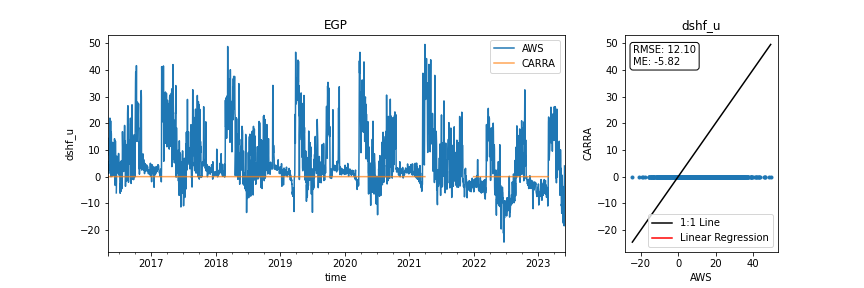 EGP
dshf_u
50
40
30
20
10
0
−10
−20
dshf_u
2017
2018
2019
2020
2021
2022
2023
time
AWS
CARRA
dshf_u
RMSE: 12.10
ME: -5.82
50
40
30
20
10
0
−10
−20
CARRA
−20
0
20
40
AWS
1:1 Line
Linear Regression